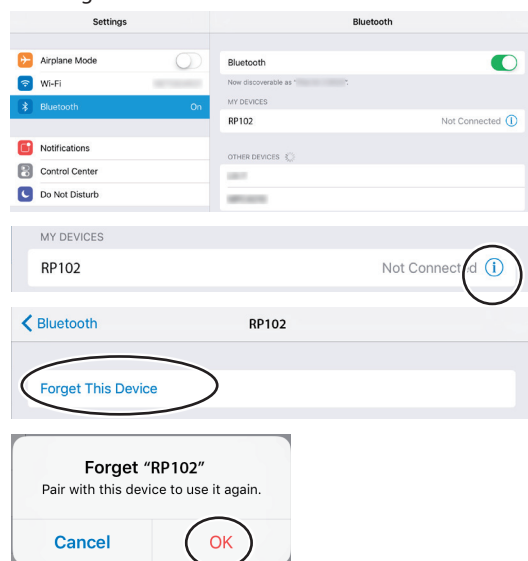 Settings
Bluetooth
Airplane Mode
Wi-Fi
Bluetooth On
Notifications
Control Center
Do Not Disturb
Bluetooth
Now discoverable as "
MY DEVICES
RP102 Not Connected
OTHER DEVICES
MY DEVICES
RP102 Not Connected
Bluetooth RP102
Forget This Device
Forget “RP102”
Pair with this device to use it again.
Cancel OK